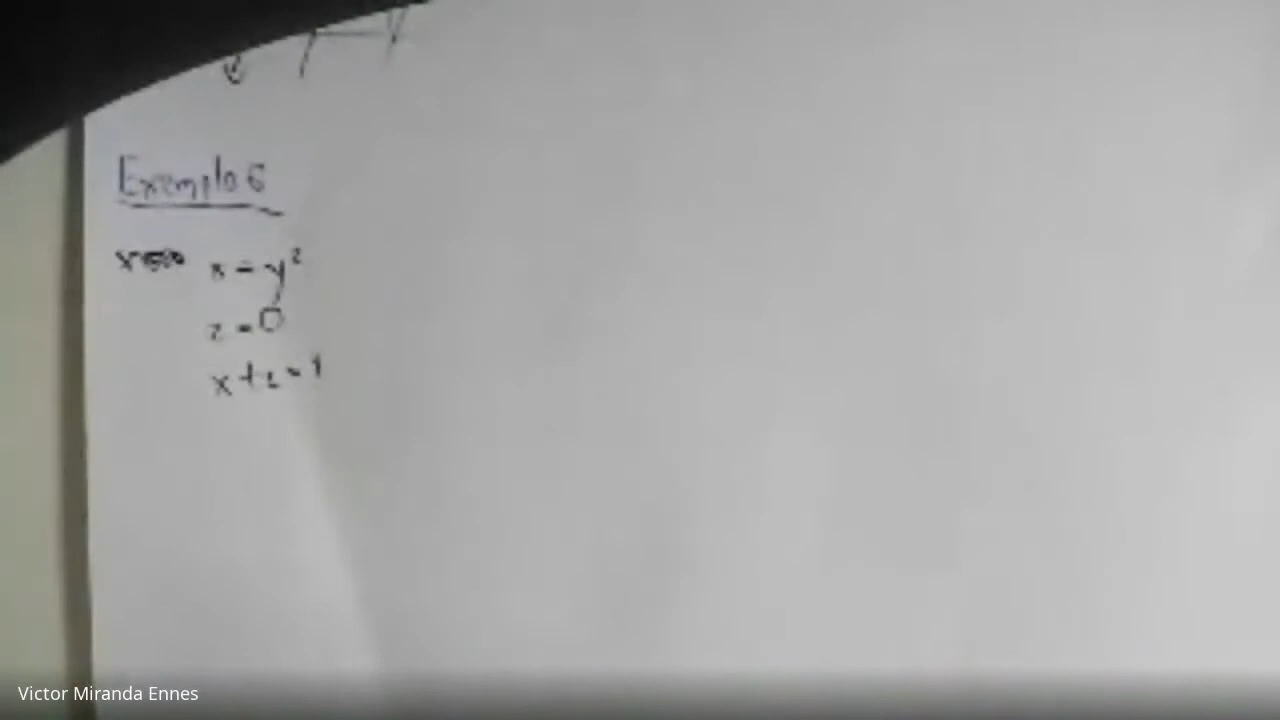 Exemplo 6
x = y²
z = 0
x + z = 1
Victor Miranda Ennes